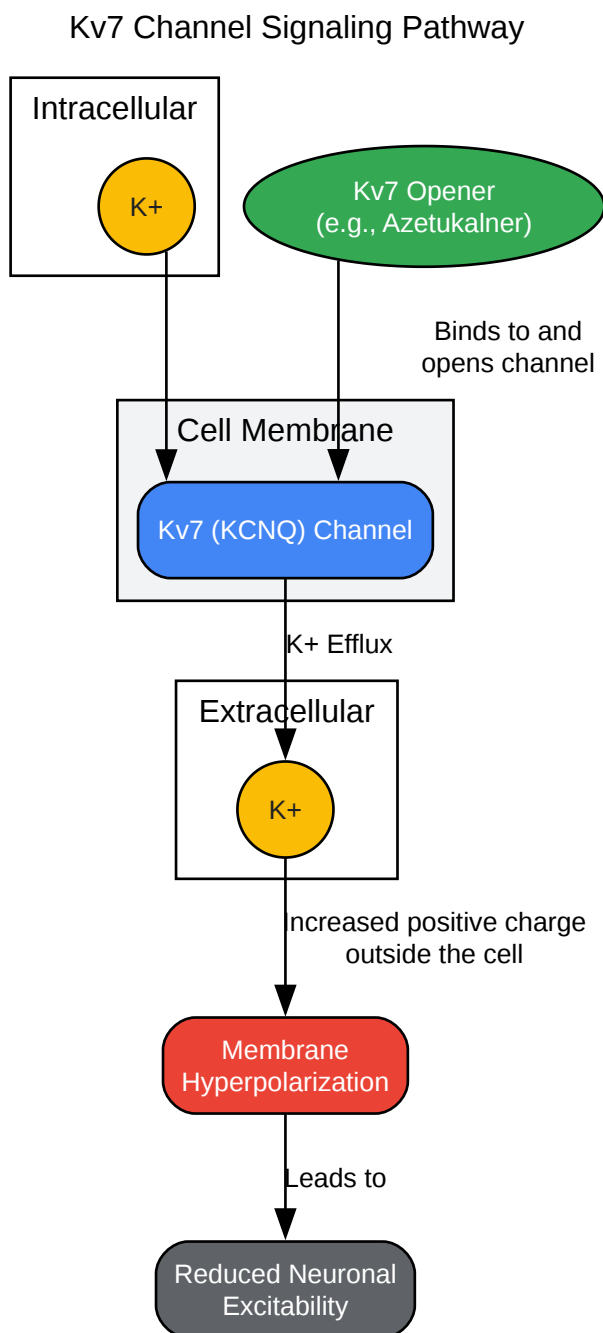 Kv7 Channel Signaling Pathway
Intracellular
K+
Kv7 Opener
(e.g., Azetukalner)
Binds to and
opens channel
Cell Membrane
Kv7 (KCNQ) Channel
K+ Efflux
Extracellular
K+
Increased positive charge
outside the cell
Membrane
Hyperpolarization
Leads to
Reduced Neuronal
Excitability